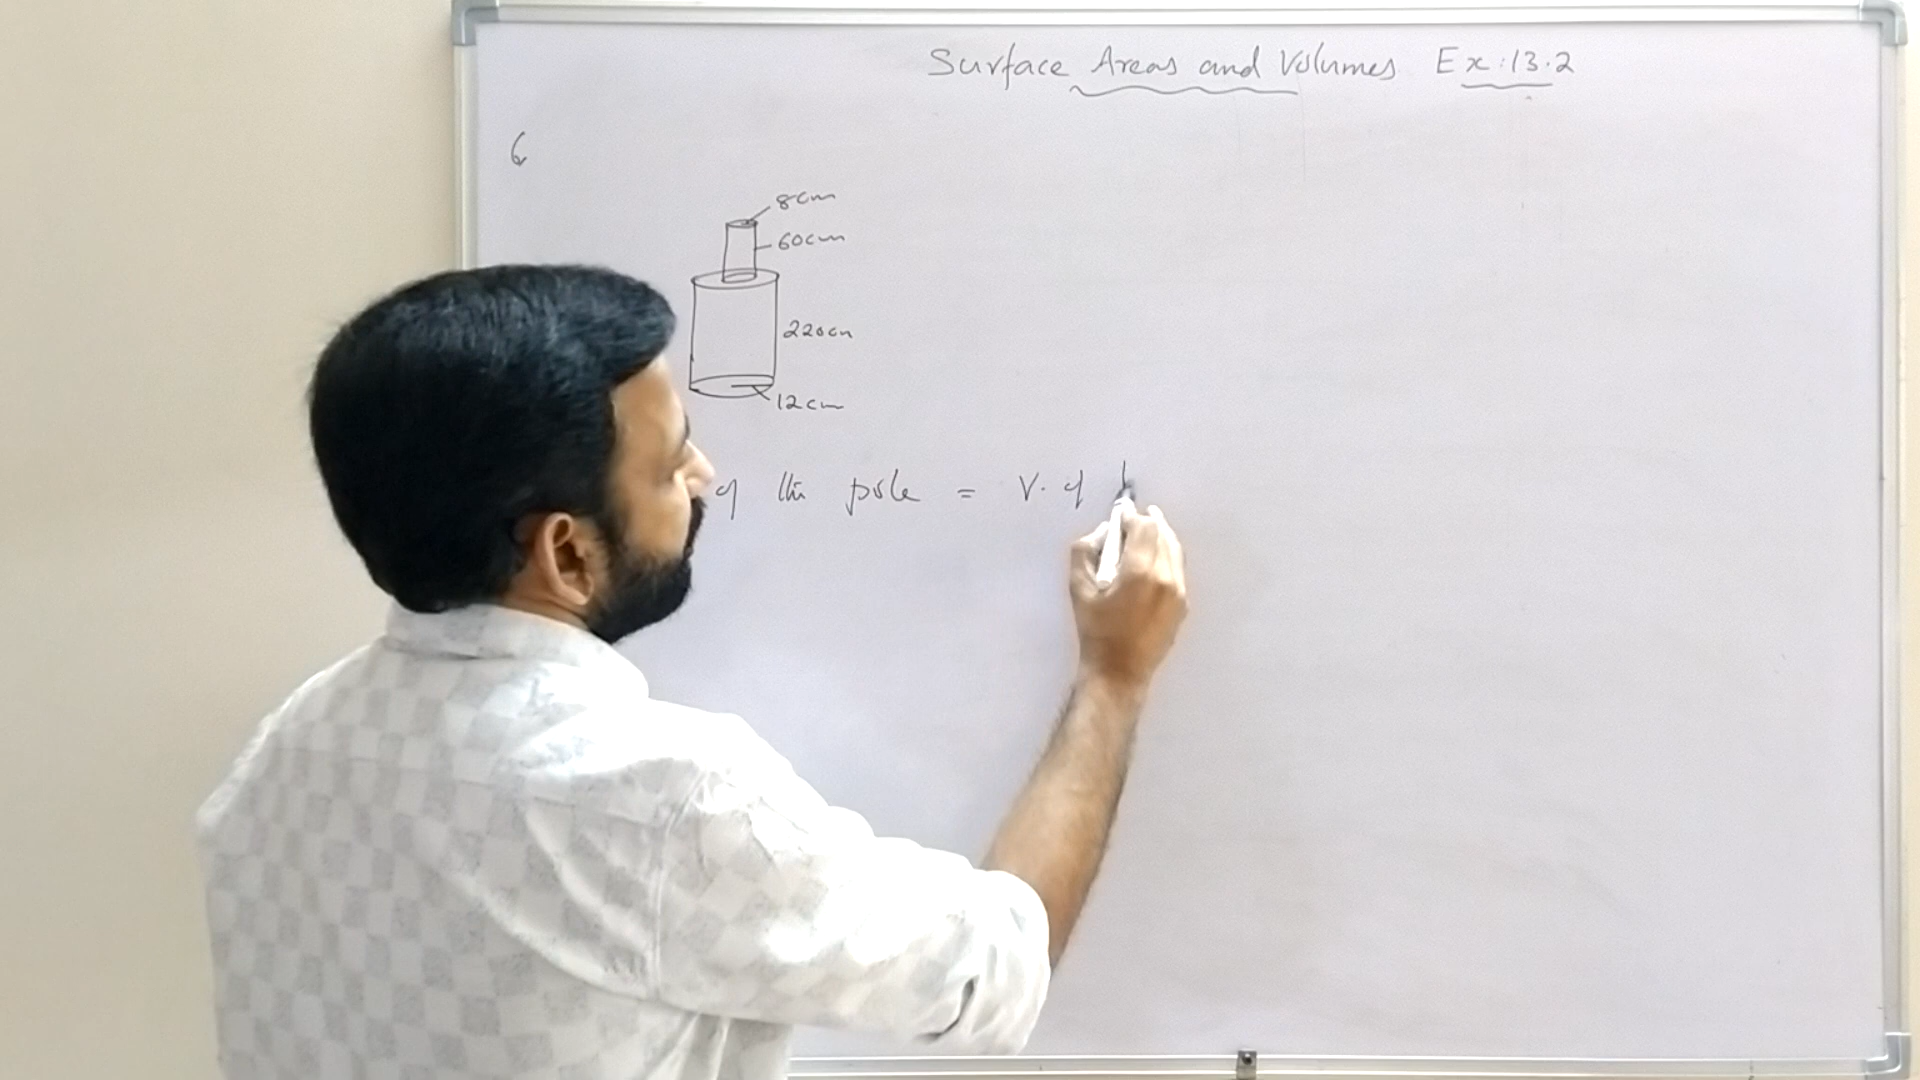 Surface Areas and Volumes Ex:13.2
6
8cm
60cm
220cm
12cm
of the pole = V. of